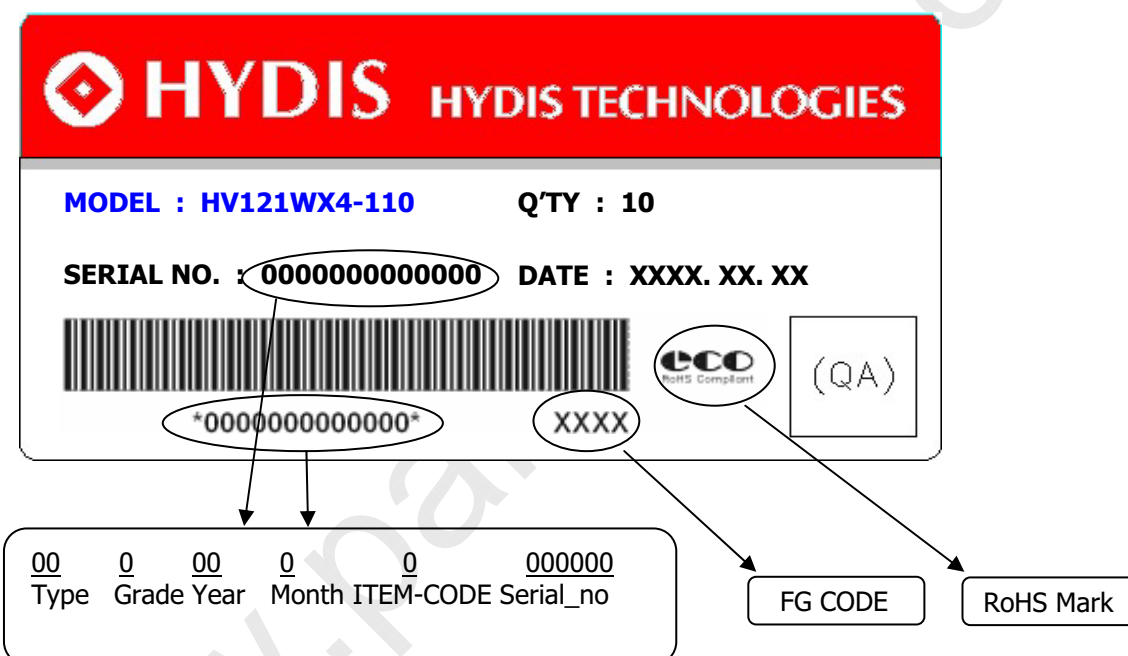 HYDIS HYDIS TECHNOLOGIES
MODEL : HV121WX4-110 Q'TY : 10
SERIAL NO. : 0000000000000 DATE : XXXX. XX. XX
eco
RoHS Compliant
(QA)
*0000000000000* XXXX
00 0 00 0 0 000000
Type Grade Year Month ITEM-CODE Serial_no
FG CODE
RoHS Mark